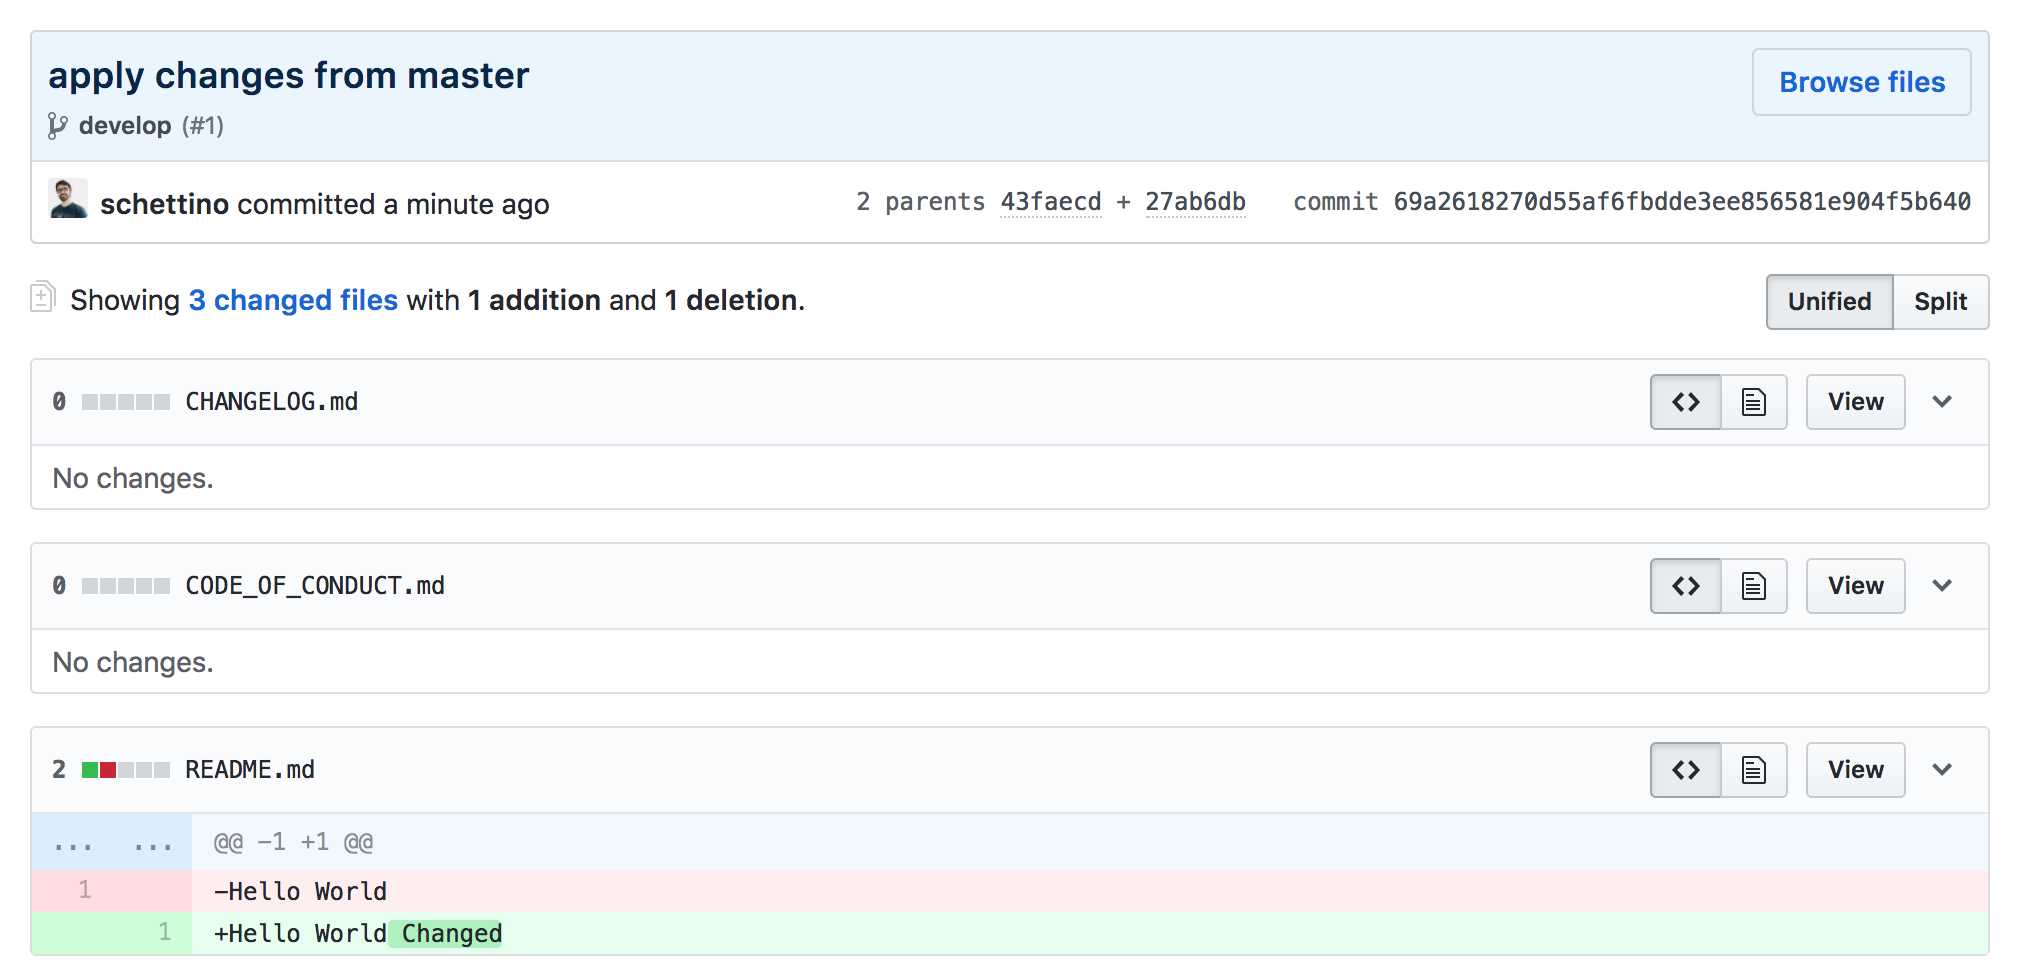 apply changes from master
Browse files
develop (#1)
schettino committed a minute ago
2 parents 43faecd + 27ab6db
commit 69a2618270d55af6fbdde3ee856581e904f5b640
Showing 3 changed files with 1 addition and 1 deletion.
Unified
Split
0 CHANGELOG.md
View
No changes.
0 CODE_OF_CONDUCT.md
View
No changes.
2 README.md
View
... ... @@ -1 +1 @@
1 -Hello World
1 +Hello World Changed